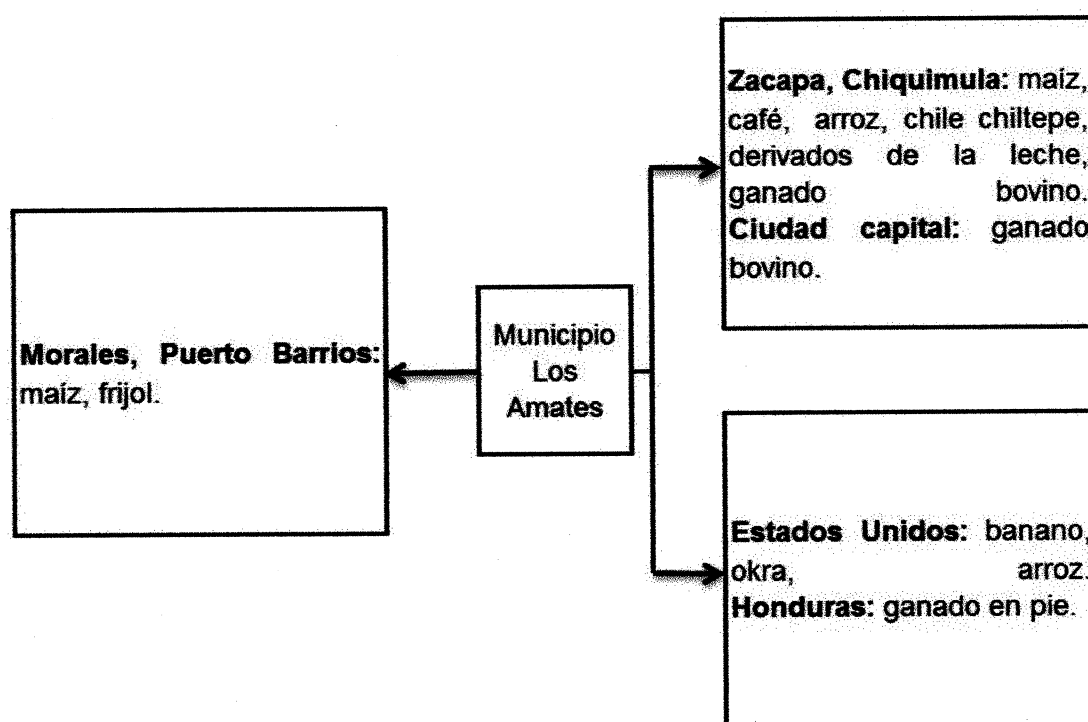 Zacapa, Chiquimula: maíz,
café, arroz, chile chiltepe,
derivados de la leche,
ganado bovino.
Ciudad capital: ganado
bovino.
Morales, Puerto Barrios:
maíz, frijol.
Municipio
Los
Amates
Estados Unidos: banano,
okra, arroz.
Honduras: ganado en pie.